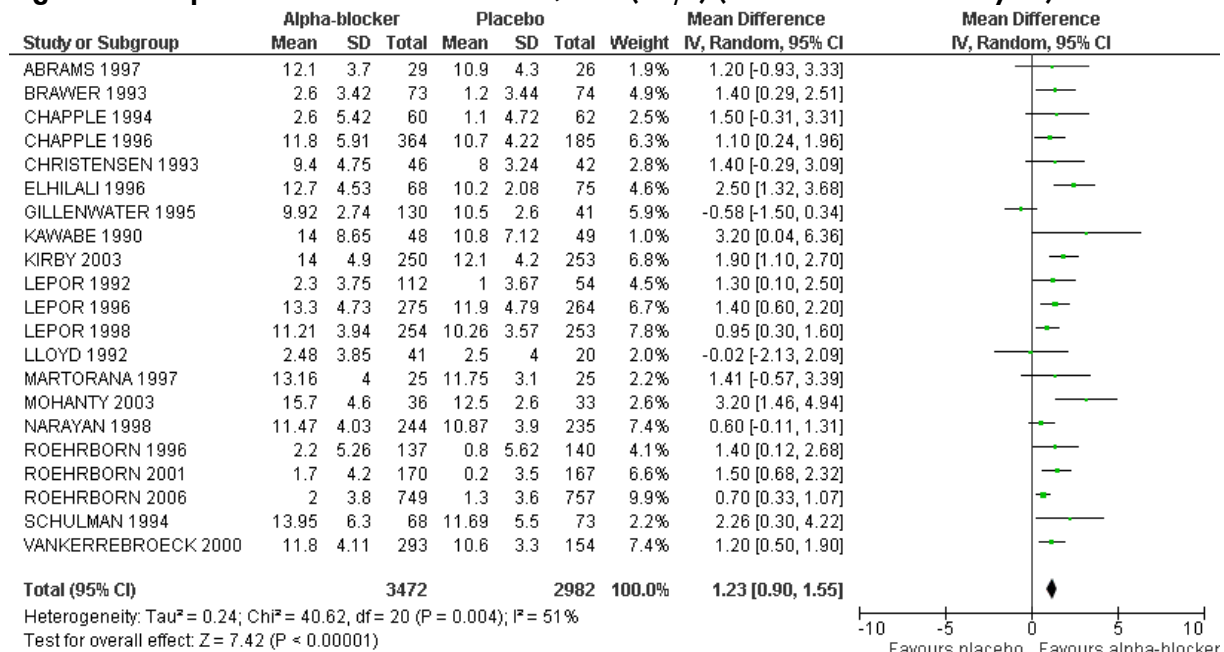 Alpha-blocker Placebo Mean Difference Mean Difference
Study or Subgroup Mean SD Total Mean SD Total Weight IV, Random, 95% CI IV, Random, 95% CI
ABRAMS 1997 12.1 3.7 29 10.9 4.3 26 1.9% 1.20 [-0.93, 3.33]
BRAWER 1993 2.6 3.42 73 1.2 3.44 74 4.9% 1.40 [0.29, 2.51]
CHAPPLE 1994 2.6 5.42 60 1.1 4.72 62 2.5% 1.50 [-0.31, 3.31]
CHAPPLE 1996 11.8 5.91 364 10.7 4.22 185 6.3% 1.10 [0.24, 1.96]
CHRISTENSEN 1993 9.4 4.75 46 8 3.24 42 2.8% 1.40 [-0.29, 3.09]
ELHILALI 1996 12.7 4.53 68 10.2 2.08 75 4.6% 2.50 [1.32, 3.68]
GILLENWATER 1995 9.92 2.74 130 10.5 2.6 41 5.9% -0.58 [-1.50, 0.34]
KAWABE 1990 14 8.65 48 10.8 7.12 49 1.0% 3.20 [0.04, 6.36]
KIRBY 2003 14 4.9 250 12.1 4.2 253 6.8% 1.90 [1.10, 2.70]
LEPOR 1992 2.3 3.75 112 1 3.67 54 4.5% 1.30 [0.10, 2.50]
LEPOR 1996 13.3 4.73 275 11.9 4.79 264 6.7% 1.40 [0.60, 2.20]
LEPOR 1998 11.21 3.94 254 10.26 3.57 253 7.8% 0.95 [0.30, 1.60]
LLOYD 1992 2.48 3.85 41 2.5 4 20 2.0% -0.02 [-2.13, 2.09]
MARTORANA 1997 13.16 4 25 11.75 3.1 25 2.2% 1.41 [-0.57, 3.39]
MOHANTY 2003 15.7 4.6 36 12.5 2.6 33 2.6% 3.20 [1.46, 4.94]
NARAYAN 1998 11.47 4.03 244 10.87 3.9 235 7.4% 0.60 [-0.11, 1.31]
ROEHRBORN 1996 2.2 5.26 137 0.8 5.62 140 4.1% 1.40 [0.12, 2.68]
ROEHRBORN 2001 1.7 4.2 170 0.2 3.5 167 6.6% 1.50 [0.68, 2.32]
ROEHRBORN 2006 2 3.8 749 1.3 3.6 757 9.9% 0.70 [0.33, 1.07]
SCHULMAN 1994 13.95 6.3 68 11.69 5.5 73 2.2% 2.26 [0.30, 4.22]
VANKERREBROECK 2000 11.8 4.11 293 10.6 3.3 154 7.4% 1.20 [0.50, 1.90]
Total (95% CI) 3472 2982 100.0% 1.23 [0.90, 1.55]
Heterogeneity: Tau² = 0.24; Chi² = 40.62, df = 20 (P = 0.004); I² = 51%
Test for overall effect: Z = 7.42 (P < 0.00001)
-10 -5 0 5 10
Favours placebo Favours alpha-blocker